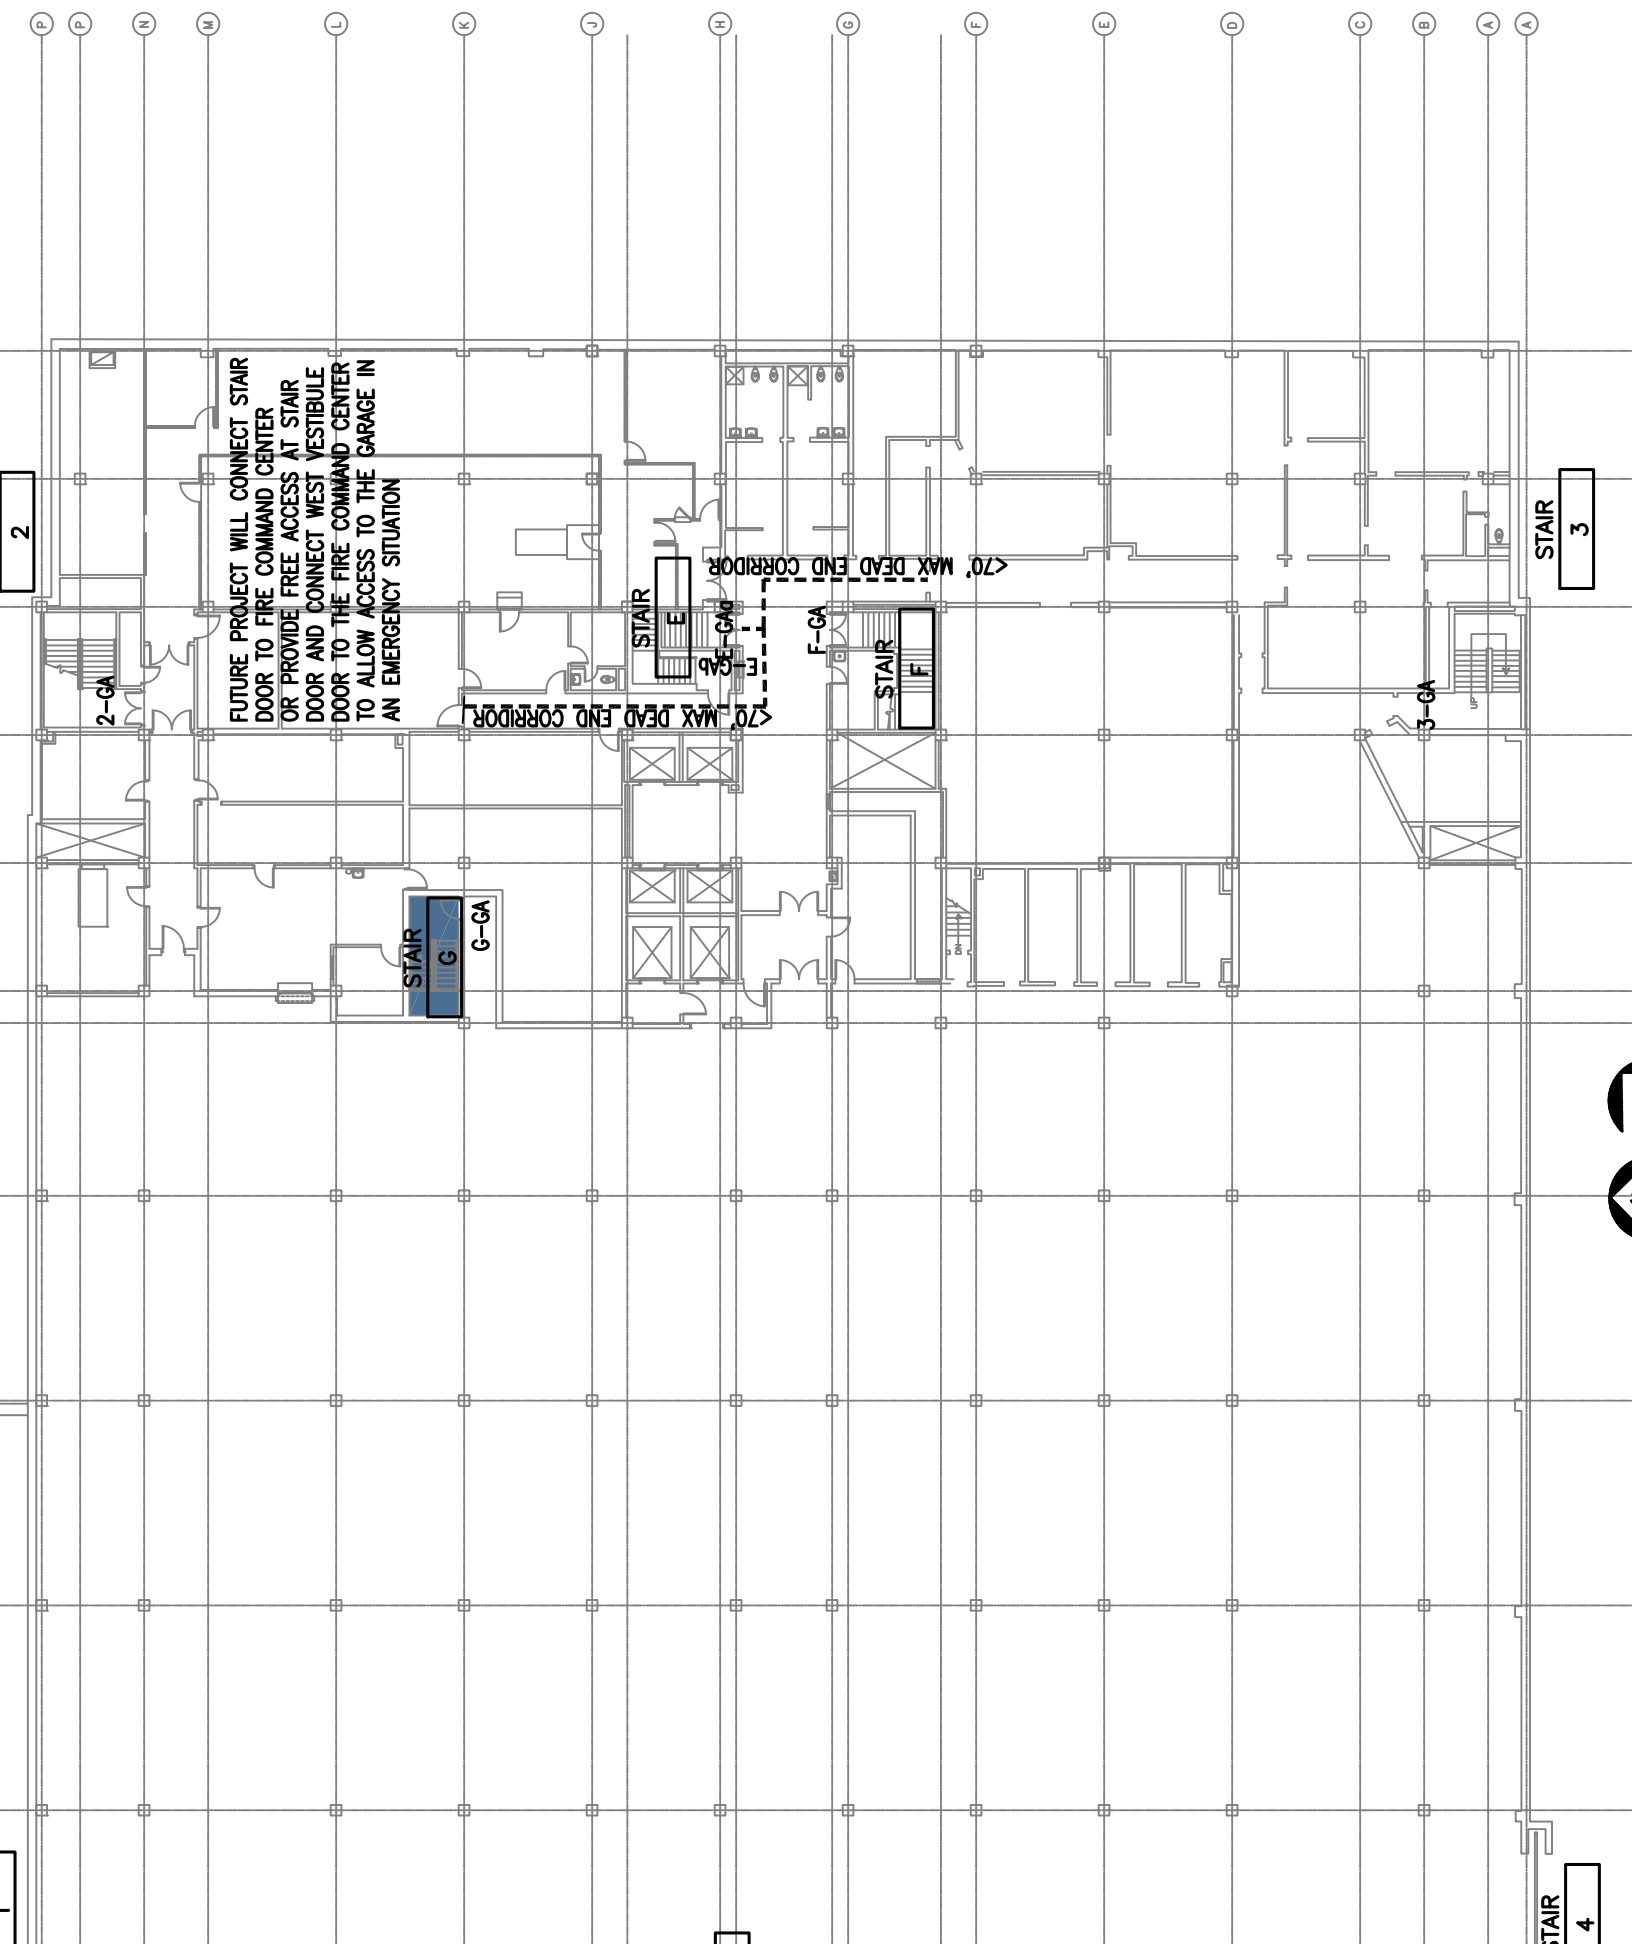 P
P
N
M
L
K
J
H
G
F
E
D
C
B
A
A
FUTURE PROJECT WILL CONNECT STAIR
DOOR TO FIRE COMMAND CENTER
OR PROVIDE FREE ACCESS AT STAIR
DOOR AND CONNECT WEST VESTIBULE
DOOR TO THE FIRE COMMAND CENTER
TO ALLOW ACCESS TO THE GARAGE IN
AN EMERGENCY SITUATION
2
2-GA
STAIR
E
E-GAa
E-GAb
<70' MAX DEAD END CORRIDOR
<70' MAX DEAD END CORRIDOR
F-GA
STAIR
F
STAIR
3
3-GA
UP
STAIR
G
G-GA
DN
STAIR
4